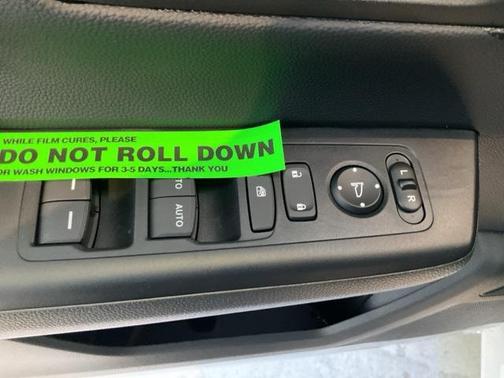 WHILE FILM CURES, PLEASE
DO NOT ROLL DOWN
OR WASH WINDOWS FOR 3-5 DAYS...THANK YOU
AUTO
L
R